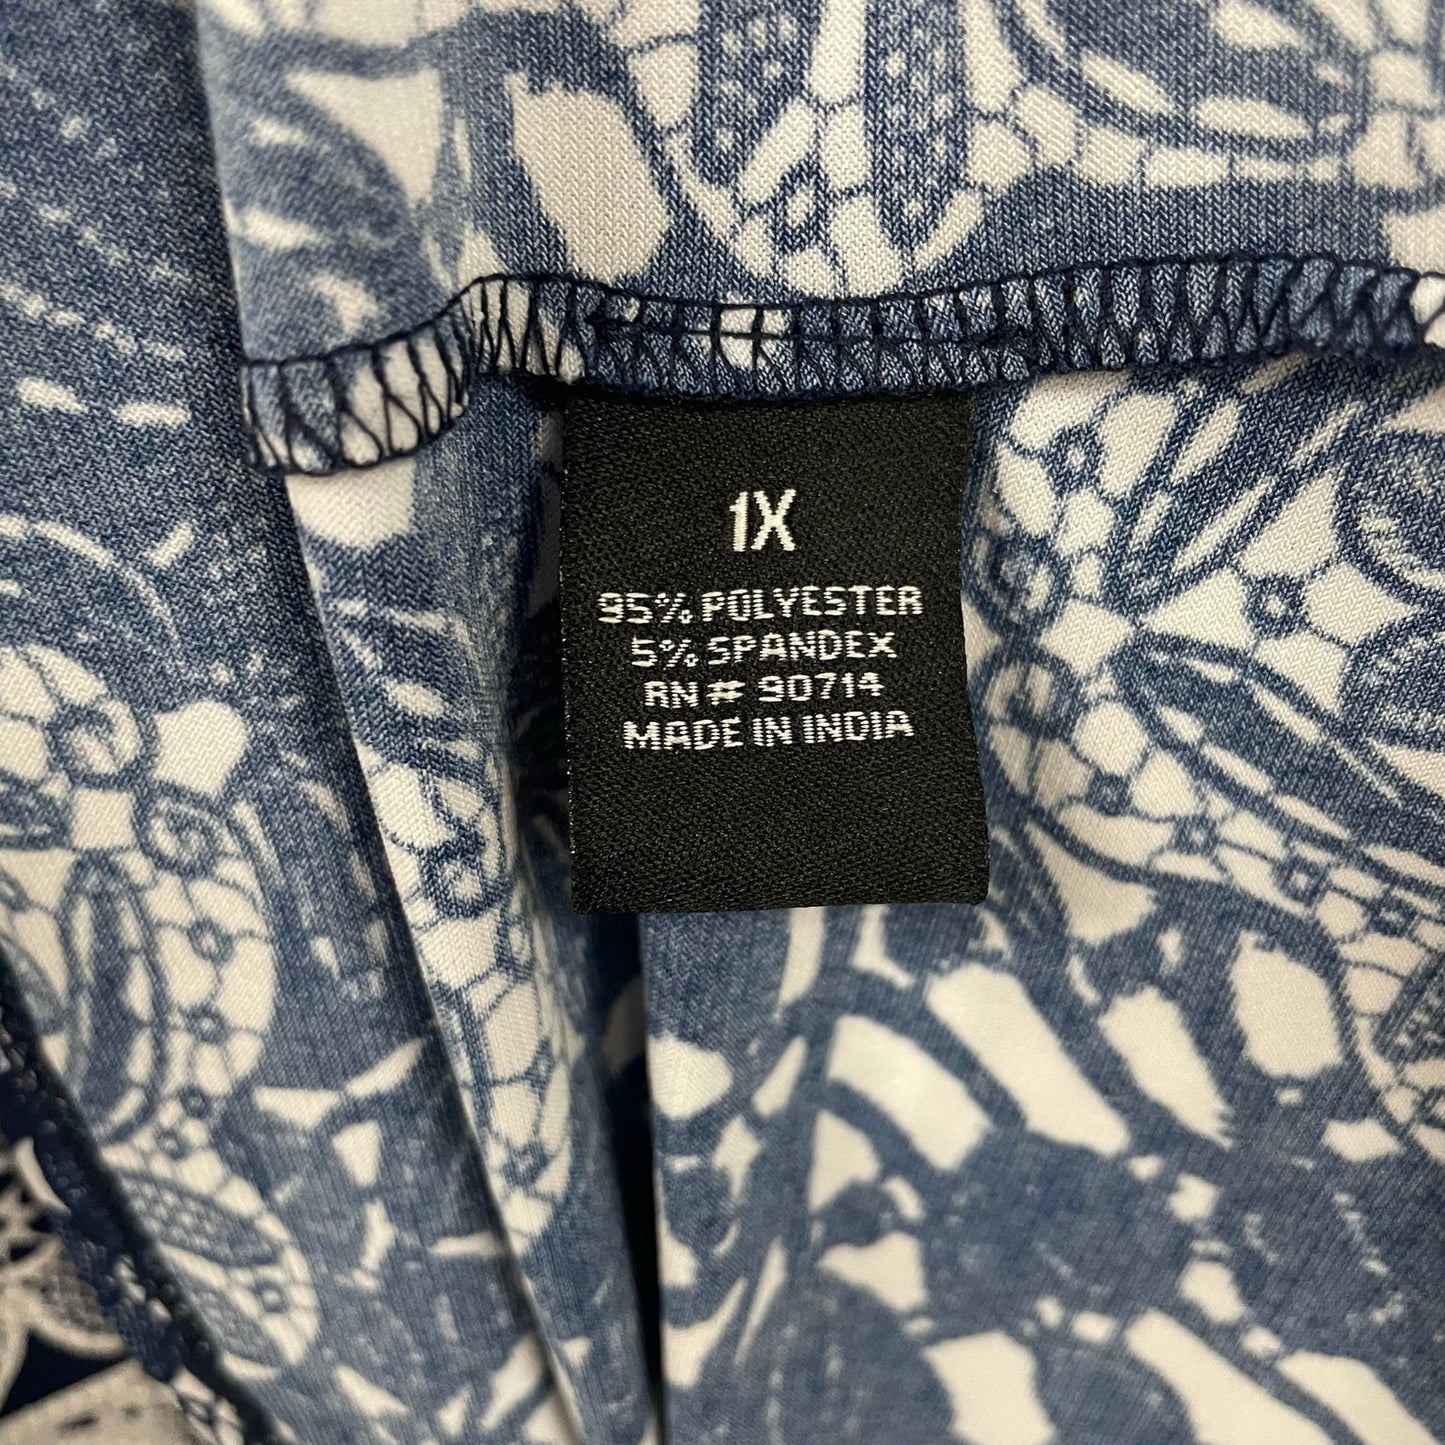 1X
95% POLYESTER
5% SPANDEX
RN # 90714
MADE IN INDIA